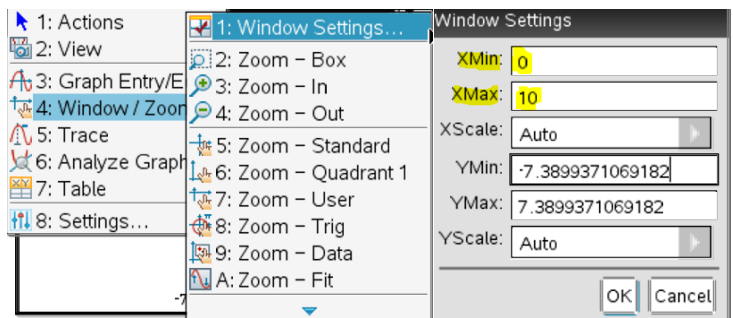 1: Actions
2: View
3: Graph Entry/E
4: Window / Zoon
5: Trace
6: Analyze Graph
7: Table
8: Settings...
-7
1: Window Settings...
2: Zoom – Box
3: Zoom – In
4: Zoom – Out
5: Zoom – Standard
6: Zoom – Quadrant 1
7: Zoom – User
8: Zoom – Trig
9: Zoom – Data
A: Zoom – Fit
Window Settings
XMin: 0
XMax: 10
XScale: Auto
YMin: -7.3899371069182
YMax: 7.3899371069182
YScale: Auto
OK Cancel